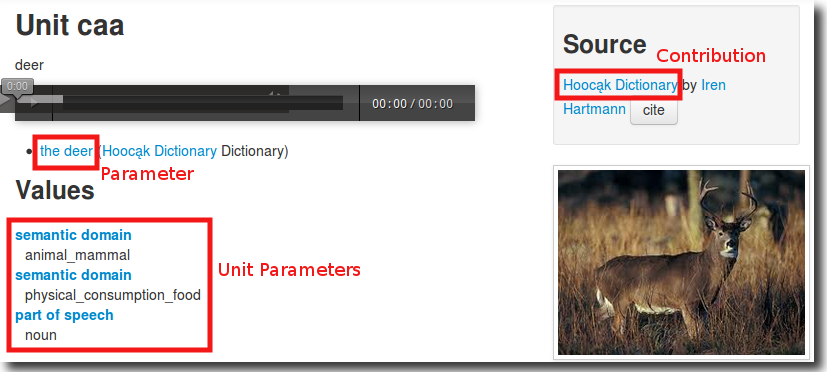 Unit caa
deer
0:00
00:00 / 00:00
• the deer (Hoocąk Dictionary Dictionary)
Parameter
Values
semantic domain
animal_mammal
semantic domain
physical_consumption_food
part of speech
noun
Unit Parameters
Source
Contribution
Hoocąk Dictionary by Iren
Hartmann cite